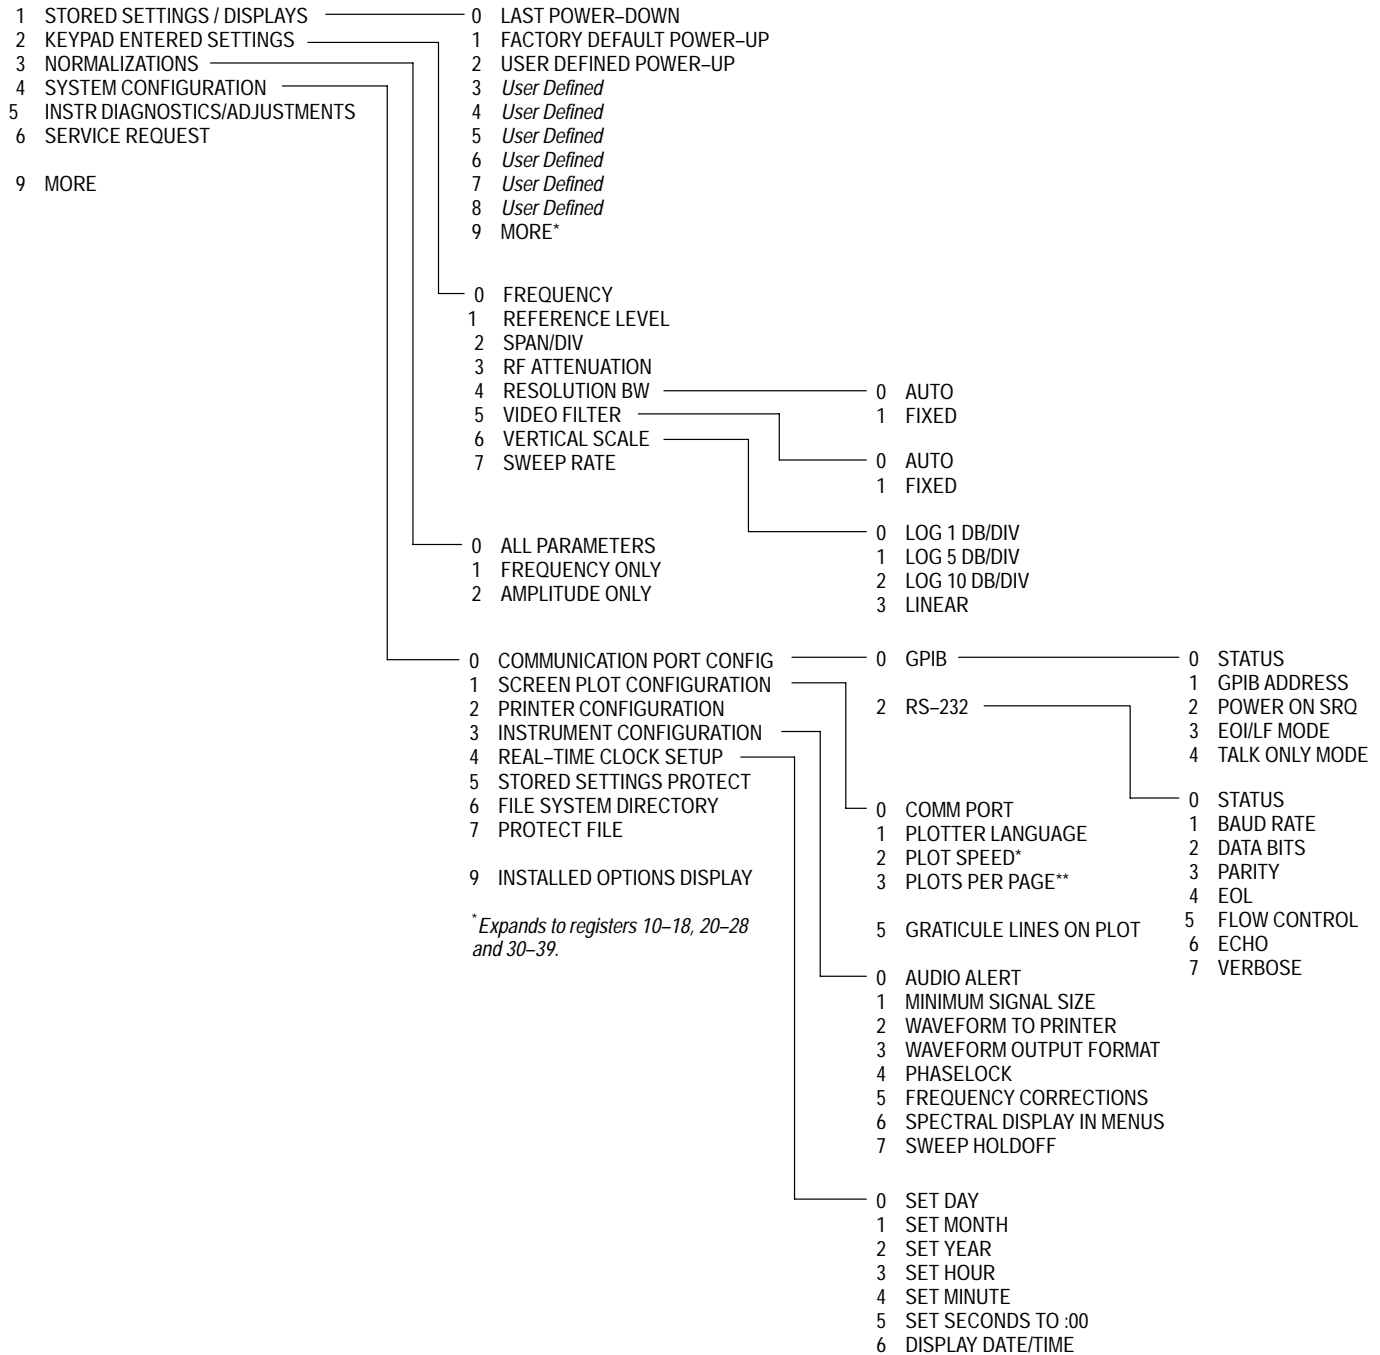 1 STORED SETTINGS / DISPLAYS
2 KEYPAD ENTERED SETTINGS
3 NORMALIZATIONS
4 SYSTEM CONFIGURATION
5 INSTR DIAGNOSTICS/ADJUSTMENTS
6 SERVICE REQUEST
9 MORE
0 LAST POWER–DOWN
1 FACTORY DEFAULT POWER–UP
2 USER DEFINED POWER–UP
3 User Defined
4 User Defined
5 User Defined
6 User Defined
7 User Defined
8 User Defined
9 MORE*
0 FREQUENCY
1 REFERENCE LEVEL
2 SPAN/DIV
3 RF ATTENUATION
4 RESOLUTION BW
5 VIDEO FILTER
6 VERTICAL SCALE
7 SWEEP RATE
0 AUTO
1 FIXED
0 AUTO
1 FIXED
0 LOG 1 DB/DIV
1 LOG 5 DB/DIV
2 LOG 10 DB/DIV
3 LINEAR
0 ALL PARAMETERS
1 FREQUENCY ONLY
2 AMPLITUDE ONLY
0 COMMUNICATION PORT CONFIG
1 SCREEN PLOT CONFIGURATION
2 PRINTER CONFIGURATION
3 INSTRUMENT CONFIGURATION
4 REAL–TIME CLOCK SETUP
5 STORED SETTINGS PROTECT
6 FILE SYSTEM DIRECTORY
7 PROTECT FILE
9 INSTALLED OPTIONS DISPLAY
*Expands to registers 10–18, 20–28
and 30–39.
0 GPIB
2 RS–232
0 STATUS
1 GPIB ADDRESS
2 POWER ON SRQ
3 EOI/LF MODE
4 TALK ONLY MODE
0 STATUS
1 BAUD RATE
2 DATA BITS
3 PARITY
4 EOL
5 FLOW CONTROL
6 ECHO
7 VERBOSE
0 COMM PORT
1 PLOTTER LANGUAGE
2 PLOT SPEED*
3 PLOTS PER PAGE**
5 GRATICULE LINES ON PLOT
0 AUDIO ALERT
1 MINIMUM SIGNAL SIZE
2 WAVEFORM TO PRINTER
3 WAVEFORM OUTPUT FORMAT
4 PHASELOCK
5 FREQUENCY CORRECTIONS
6 SPECTRAL DISPLAY IN MENUS
7 SWEEP HOLDOFF
0 SET DAY
1 SET MONTH
2 SET YEAR
3 SET HOUR
4 SET MINUTE
5 SET SECONDS TO :00
6 DISPLAY DATE/TIME